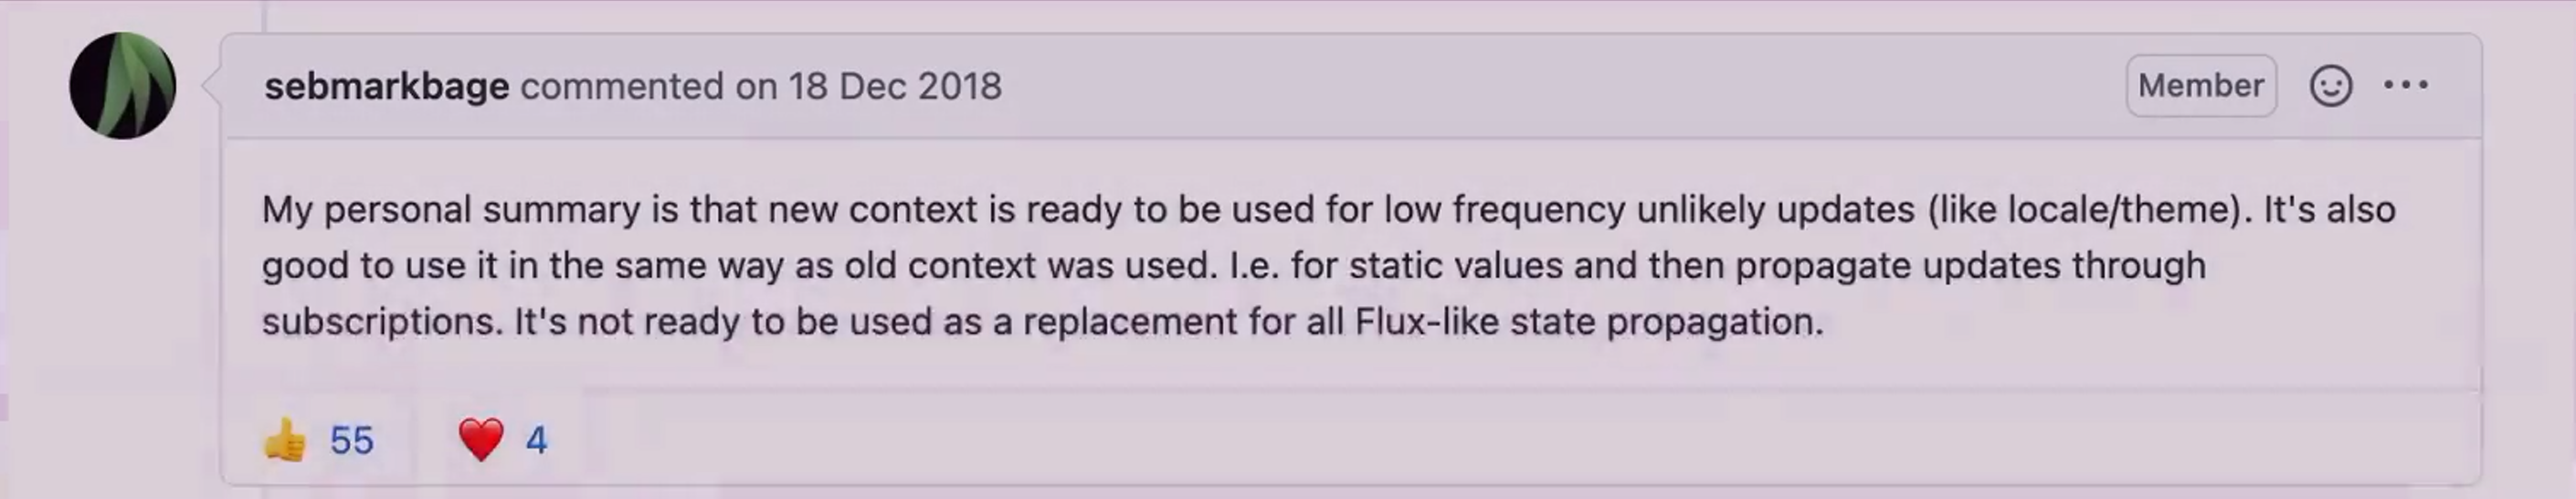 sebmarkbage commented on 18 Dec 2018
Member
My personal summary is that new context is ready to be used for low frequency unlikely updates (like locale/theme). It's also
good to use it in the same way as old context was used. I.e. for static values and then propagate updates through
subscriptions. It's not ready to be used as a replacement for all Flux-like state propagation.
👍 55 ❤️ 4